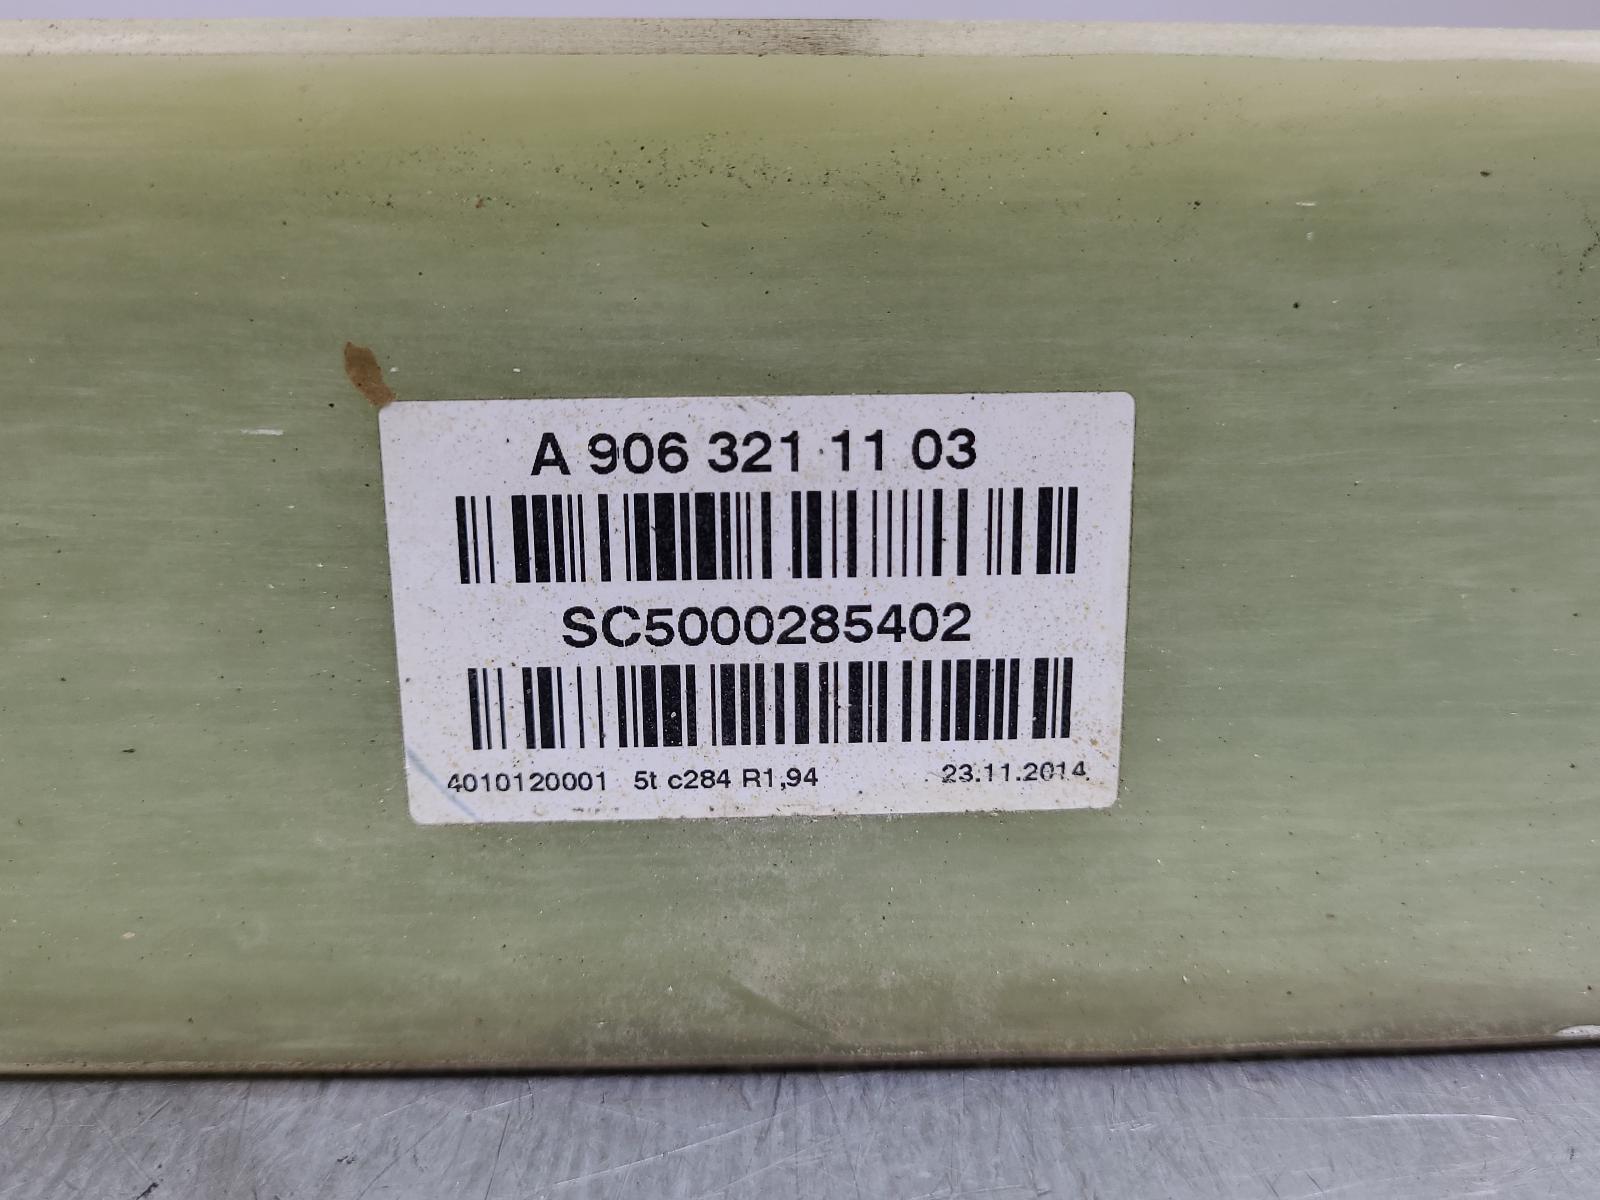 A 906 321 11 03
SC5000285402
4010120001 5t c284 R1,94 23.11.2014